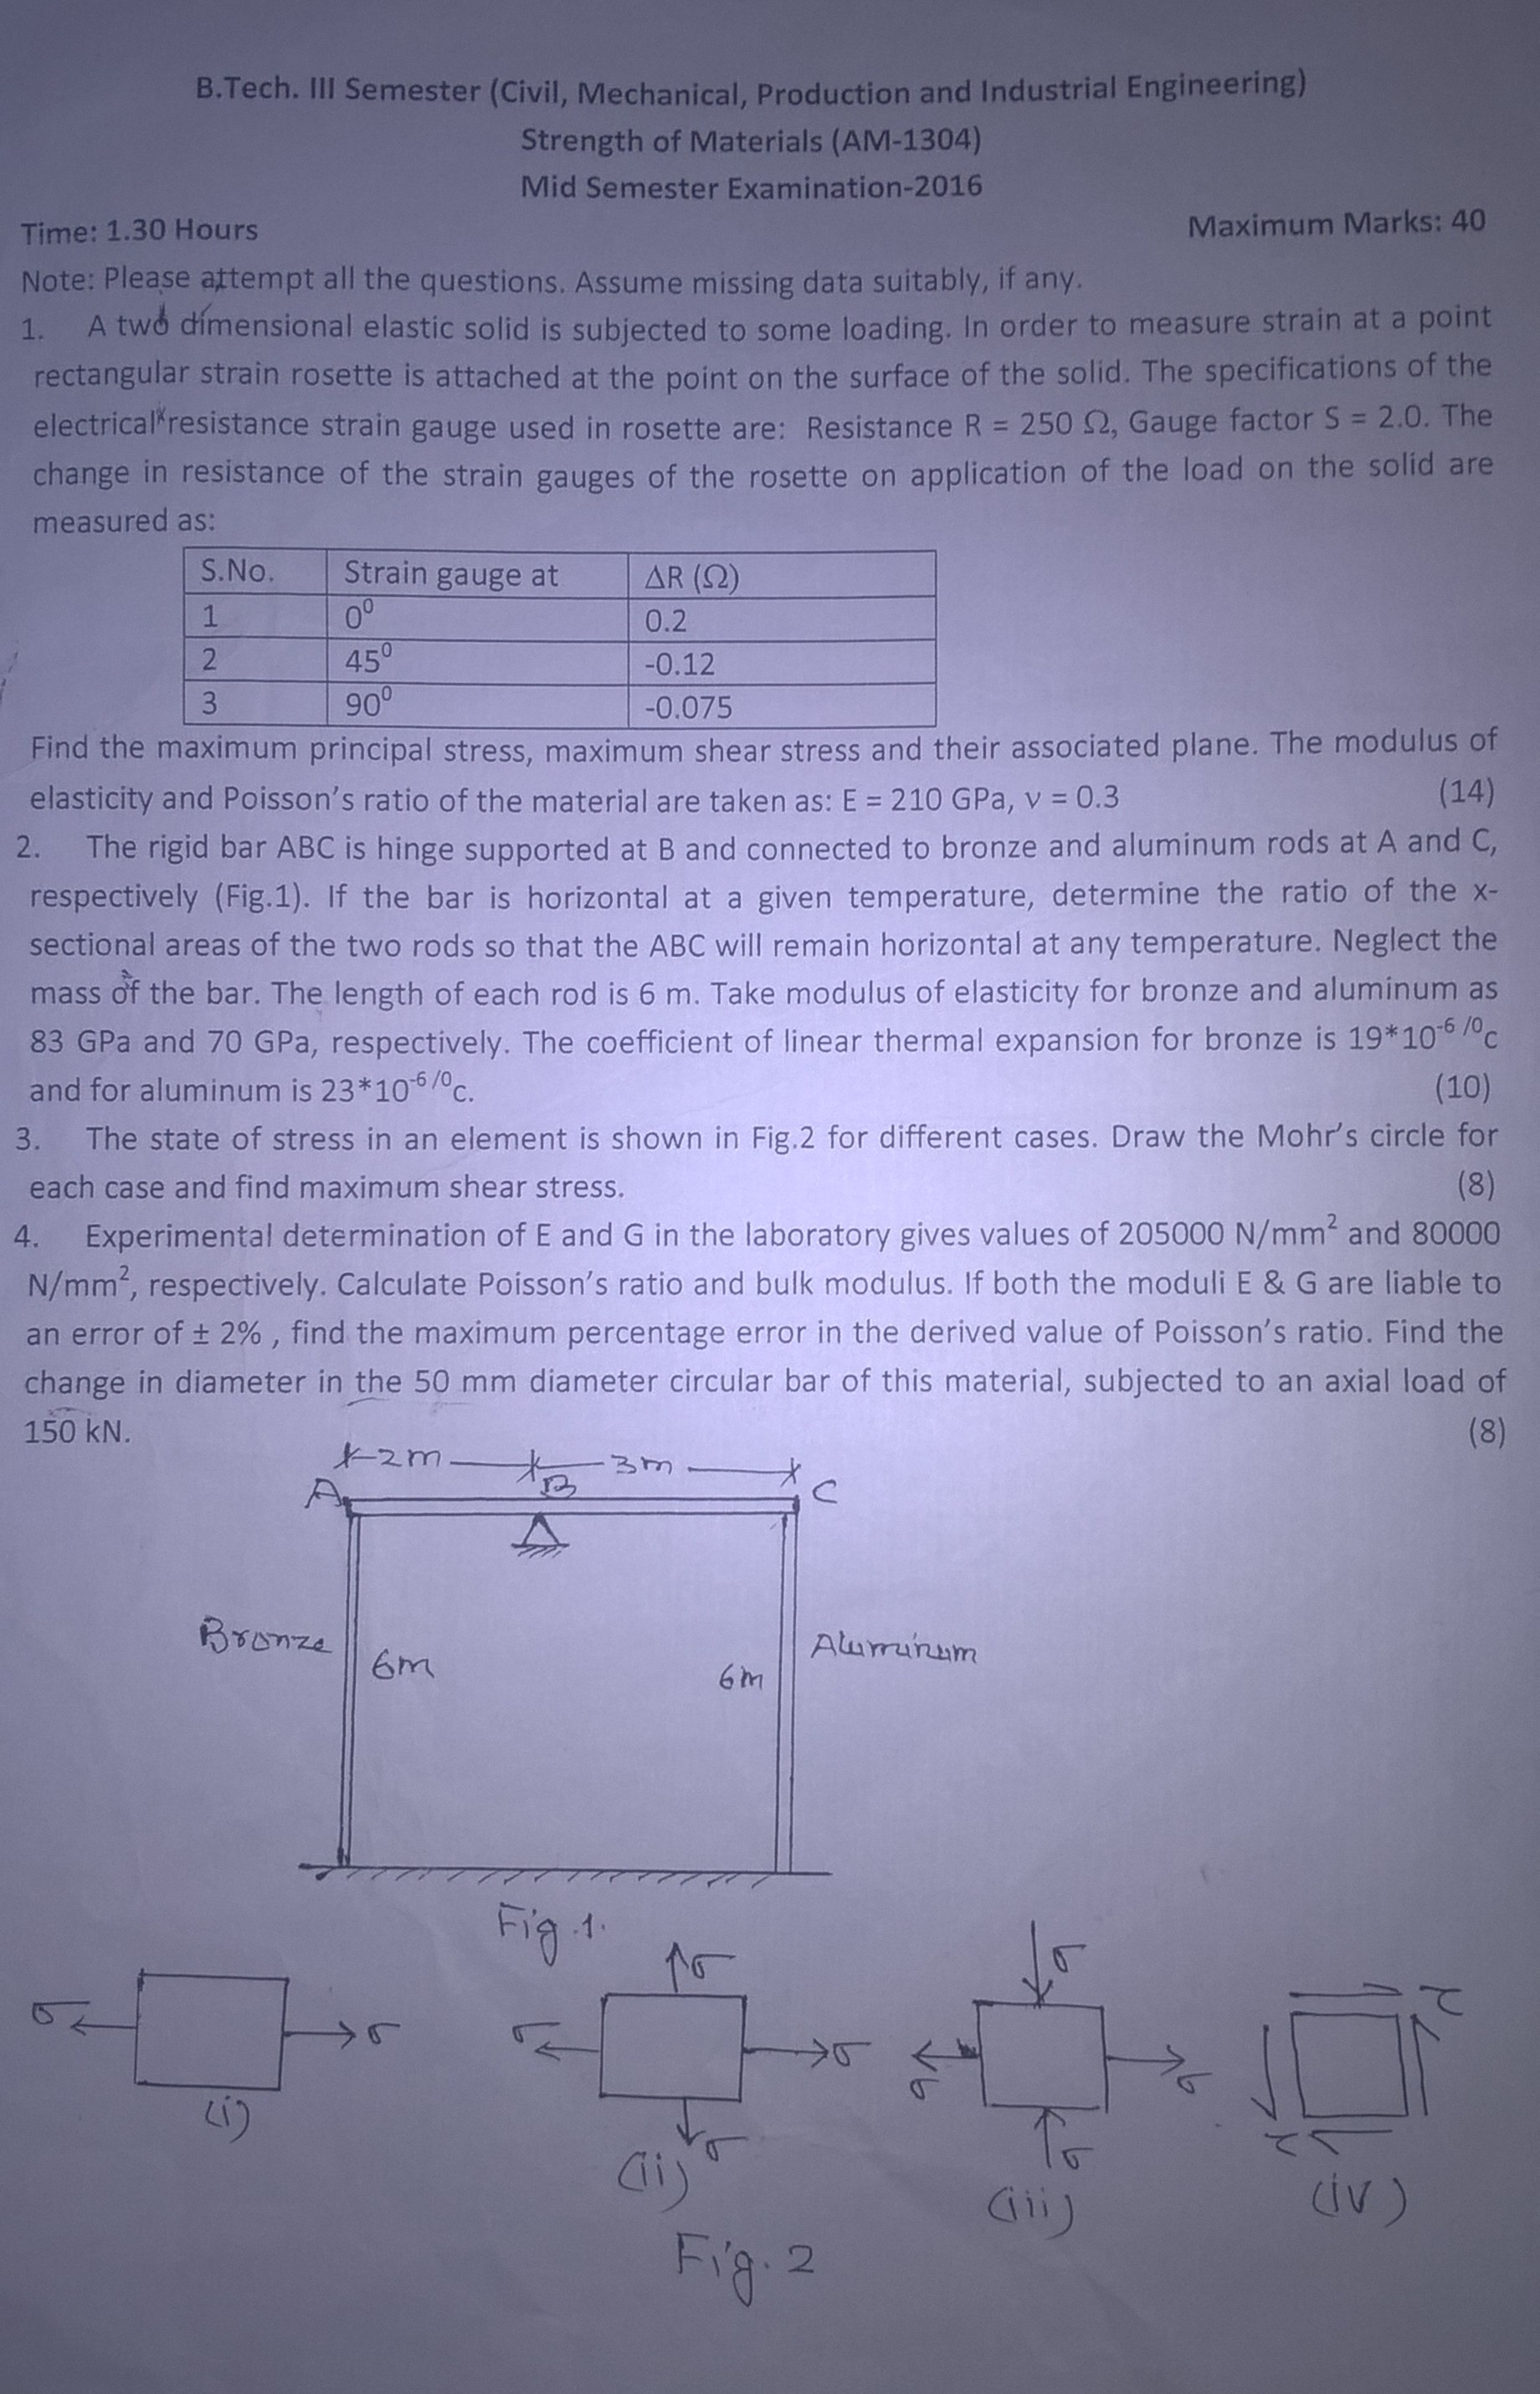 B.Tech. III Semester (Civil, Mechanical, Production and Industrial Engineering)
Strength of Materials (AM-1304)
Mid Semester Examination-2016
Time: 1.30 Hours Maximum Marks: 40
Note: Please attempt all the questions. Assume missing data suitably, if any.
1. A two dimensional elastic solid is subjected to some loading. In order to measure strain at a point
rectangular strain rosette is attached at the point on the surface of the solid. The specifications of the
electrical resistance strain gauge used in rosette are: Resistance R = 250 Ω, Gauge factor S = 2.0. The
change in resistance of the strain gauges of the rosette on application of the load on the solid are
measured as:
S.No. Strain gauge at ΔR (Ω)
1 0⁰ 0.2
2 45⁰ -0.12
3 90⁰ -0.075
Find the maximum principal stress, maximum shear stress and their associated plane. The modulus of
elasticity and Poisson's ratio of the material are taken as: E = 210 GPa, ν = 0.3 (14)
2. The rigid bar ABC is hinge supported at B and connected to bronze and aluminum rods at A and C,
respectively (Fig.1). If the bar is horizontal at a given temperature, determine the ratio of the x-
sectional areas of the two rods so that the ABC will remain horizontal at any temperature. Neglect the
mass of the bar. The length of each rod is 6 m. Take modulus of elasticity for bronze and aluminum as
83 GPa and 70 GPa, respectively. The coefficient of linear thermal expansion for bronze is 19*10⁻⁶ /⁰c
and for aluminum is 23*10⁻⁶/⁰c. (10)
3. The state of stress in an element is shown in Fig.2 for different cases. Draw the Mohr's circle for
each case and find maximum shear stress. (8)
4. Experimental determination of E and G in the laboratory gives values of 205000 N/mm² and 80000
N/mm², respectively. Calculate Poisson's ratio and bulk modulus. If both the moduli E & G are liable to
an error of ± 2% , find the maximum percentage error in the derived value of Poisson's ratio. Find the
change in diameter in the 50 mm diameter circular bar of this material, subjected to an axial load of
150 kN. (8)
2m 3m
A B C
Bronze 6m 6m Aluminum
Fig.1.
σ σ (i)
σ σ σ σ (ii)
σ σ σ σ (iii)
τ τ (iv)
Fig. 2